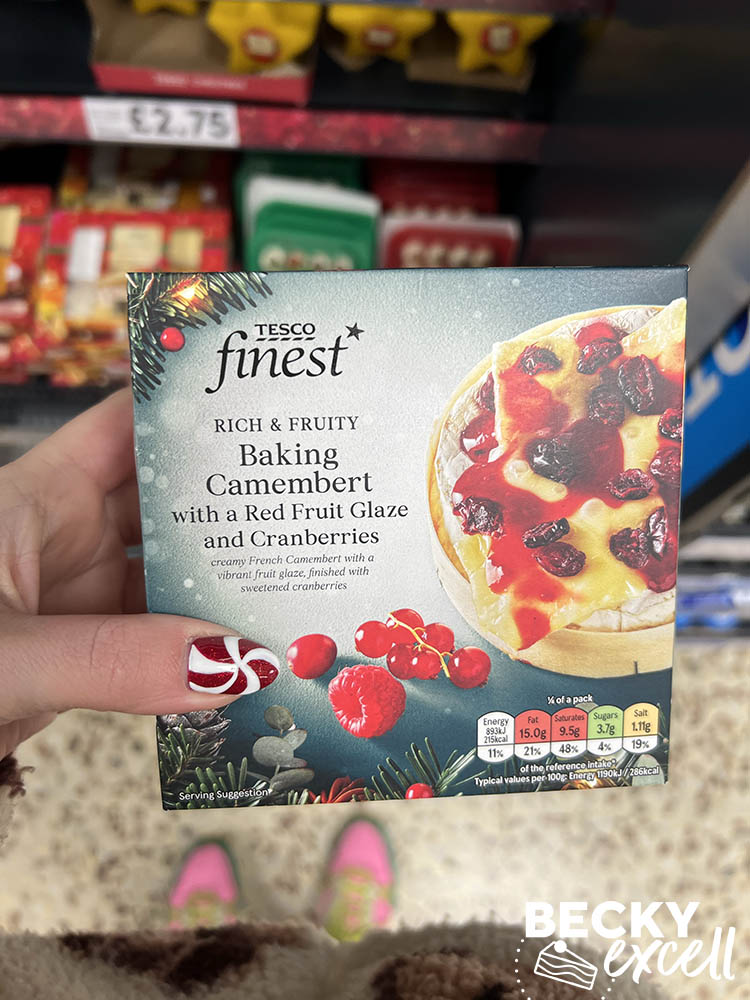 £2.75
TESCO
finest*
RICH & FRUITY
Baking
Camembert
with a Red Fruit Glaze
and Cranberries
creamy French Camembert with a
vibrant fruit glaze, finished with
sweetened cranberries
¼ of a pack
Energy Fat Saturates Sugars Salt
893kJ 15.0g 9.5g 3.7g 1.11g
215kcal
11% 21% 48% 4% 19%
of the reference intake*
Typical values per 100g: Energy 1190kJ / 286kcal
Serving Suggestion
BECKY
excell